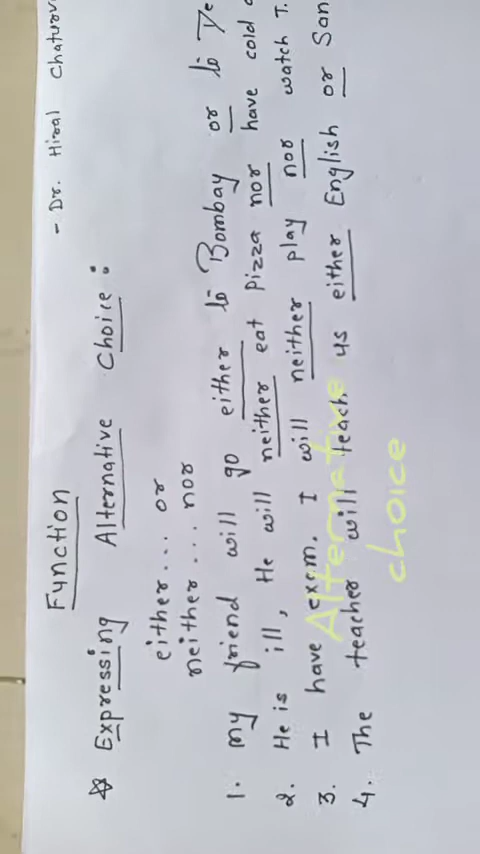 - Dr. Hiral Chaturv
Function
☆ Expressing Alternative Choice :
either... or
neither... nor
1. My friend will go either to Bombay or to De
2. He is ill, He will neither eat pizza nor have cold
3. I have exam. I will neither play nor watch T.
4. The teacher will teach us either English or San
Alternative
choice